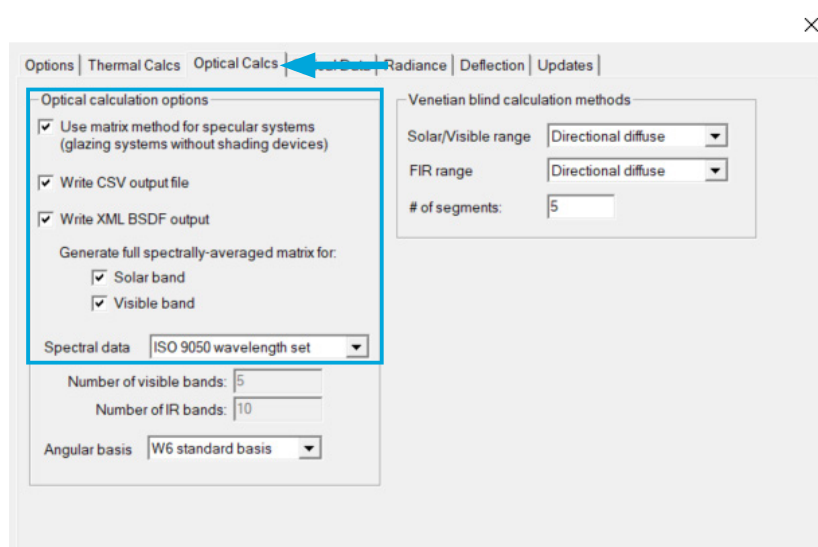 Options
Thermal Calcs
Optical Calcs
Radiance
Deflection
Updates
Optical calculation options
Use matrix method for specular systems
(glazing systems without shading devices)
Write CSV output file
Write XML BSDF output
Generate full spectrally-averaged matrix for:
Solar band
Visible band
Spectral data ISO 9050 wavelength set
Number of visible bands: 5
Number of IR bands: 10
Angular basis W6 standard basis
Venetian blind calculation methods
Solar/Visible range Directional diffuse
FIR range Directional diffuse
# of segments: 5